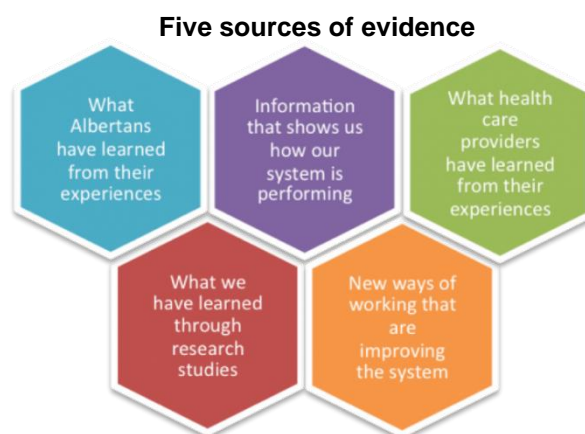 Five sources of evidence
What
Albertans
have learned
from their
experiences
Information
that shows us
how our
system is
performing
What health
care
providers
have learned
from their
experiences
What we
have learned
through
research
studies
New ways of
working that
are
improving
the system